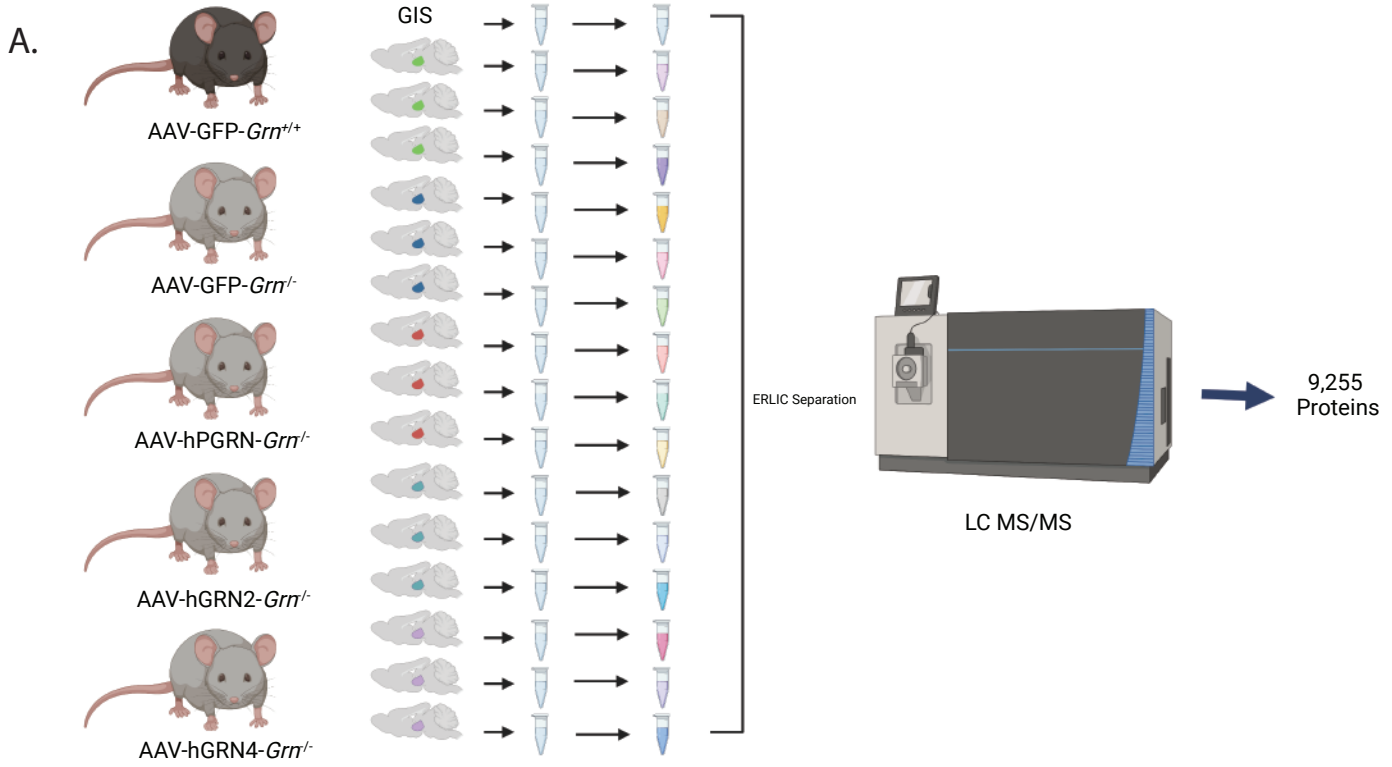 A.
GIS
AAV-GFP-Grn+/+
AAV-GFP-Grn-/-
AAV-hPGRN-Grn-/-
AAV-hGRN2-Grn-/-
AAV-hGRN4-Grn-/-
ERLIC Separation
LC MS/MS
9,255
Proteins